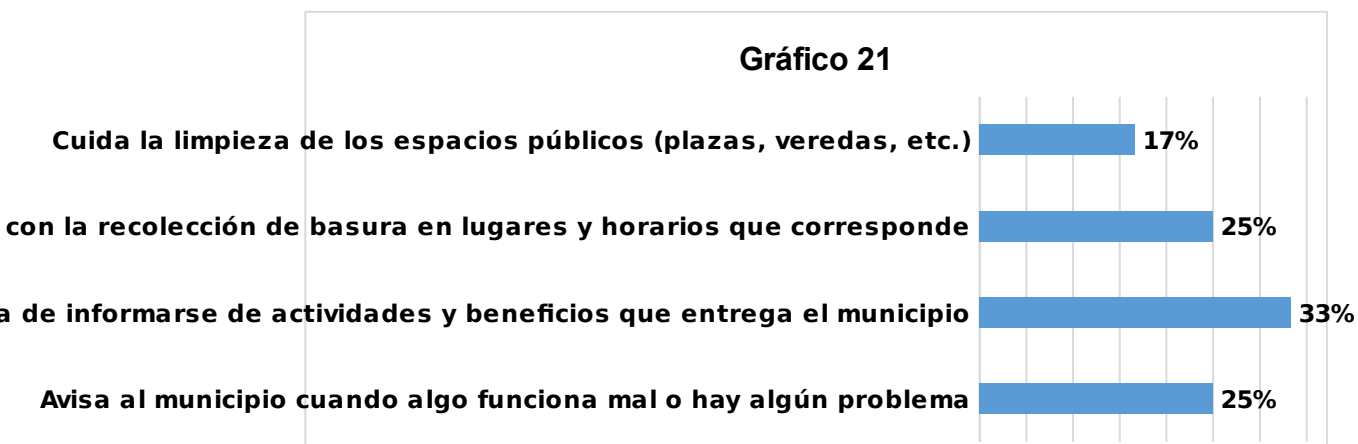 Gráfico 21
Cuida la limpieza de los espacios públicos (plazas, veredas, etc.)
17%
con la recolección de basura en lugares y horarios que corresponde
25%
de informarse de actividades y beneficios que entrega el municipio
33%
Avisa al municipio cuando algo funciona mal o hay algún problema
25%